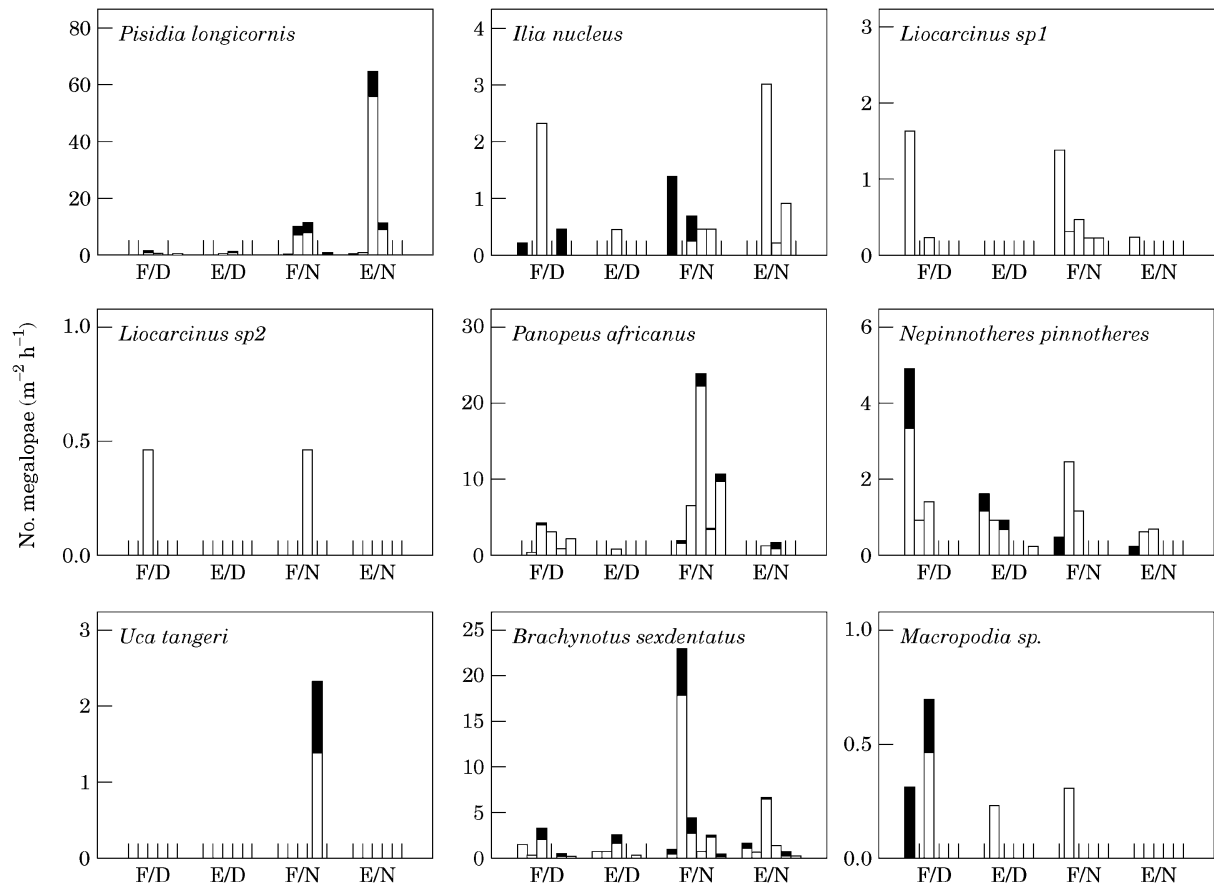 No. megalopae (m⁻² h⁻¹)
Pisidia longicornis
80
60
40
20
0
F/D E/D F/N E/N
Ilia nucleus
4
3
2
1
0
F/D E/D F/N E/N
Liocarcinus sp1
3
2
1
0
F/D E/D F/N E/N
Liocarcinus sp2
1.0
0.5
0.0
F/D E/D F/N E/N
Panopeus africanus
30
20
10
0
F/D E/D F/N E/N
Nepinnotheres pinnotheres
6
4
2
0
F/D E/D F/N E/N
Uca tangeri
3
2
1
0
F/D E/D F/N E/N
Brachynotus sexdentatus
25
20
15
10
5
0
F/D E/D F/N E/N
Macropodia sp.
1.0
0.5
0.0
F/D E/D F/N E/N